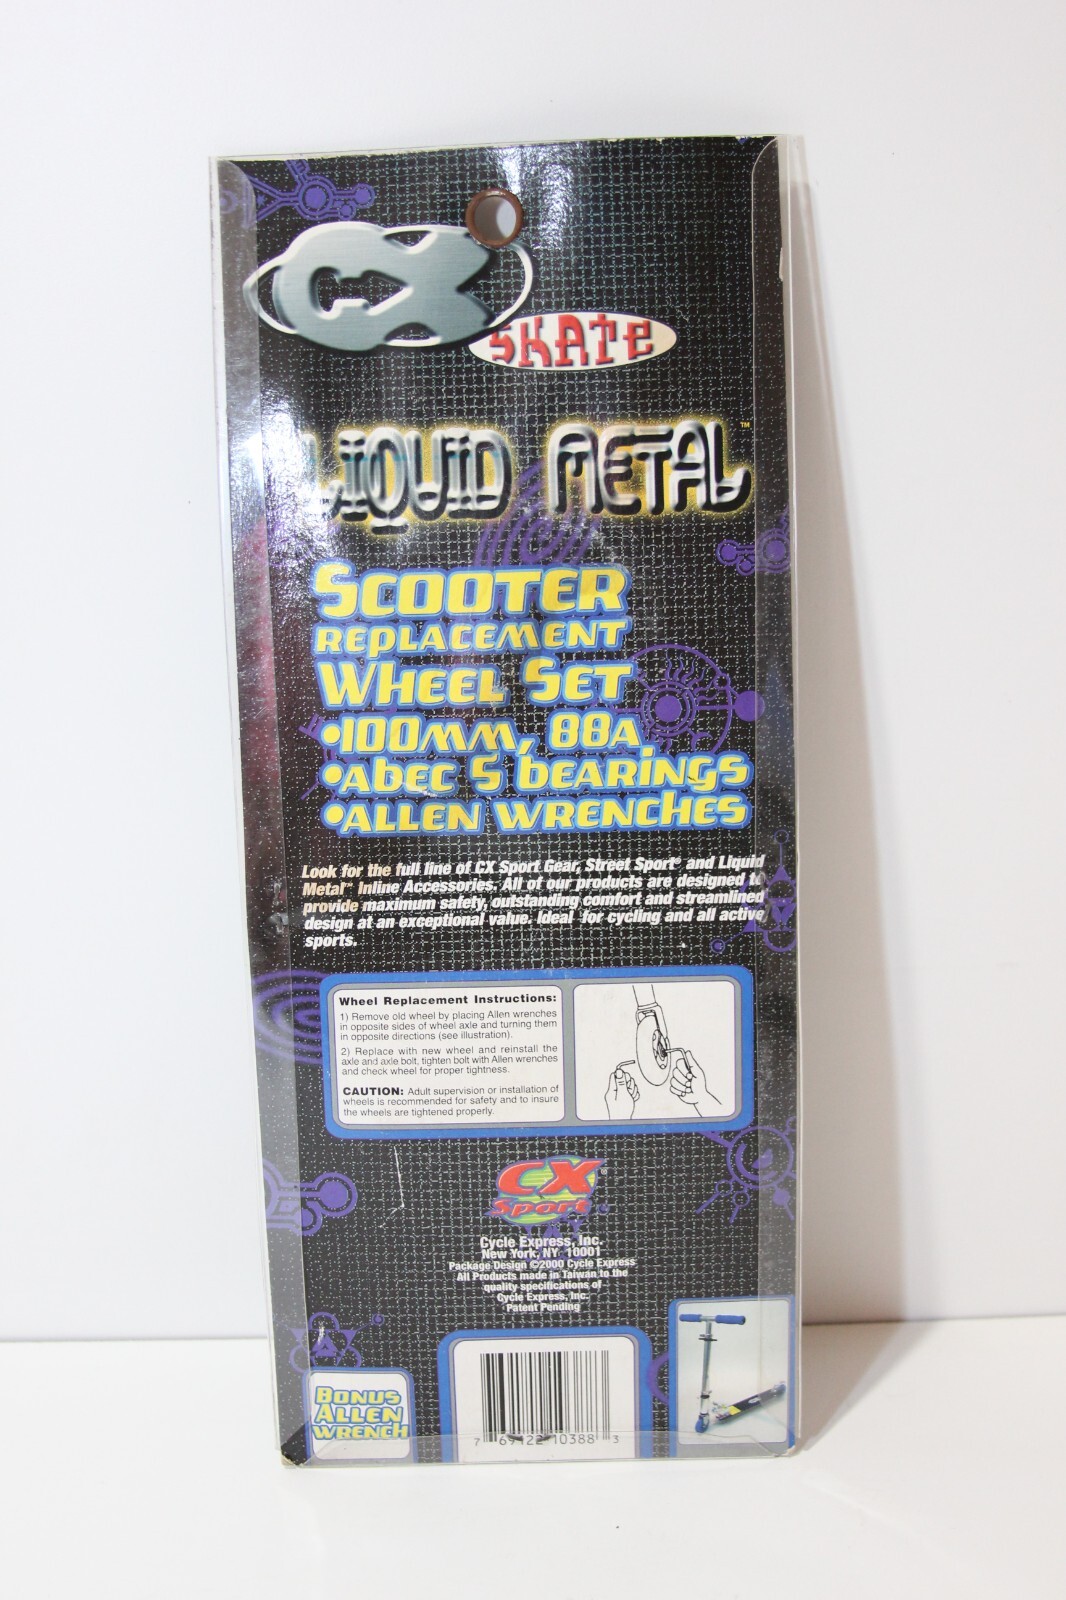 CX
SKATE
LIQUID METAL™
SCOOTER
REPLACEMENT
WHEEL SET
•100MM, 88A,
•ABEC 5 BEARINGS
•ALLEN WRENCHES
Look for the full line of CX Sport Gear, Street Sport® and Liquid
Metal™ Inline Accessories. All of our products are designed to
provide maximum safety, outstanding comfort and streamlined
design at an exceptional value. Ideal for cycling and all active
sports.
Wheel Replacement Instructions:
1) Remove old wheel by placing Allen wrenches
in opposite sides of wheel axle and turning them
in opposite directions (see illustration).
2) Replace with new wheel and reinstall the
axle and axle bolt, tighten bolt with Allen wrenches
and check wheel for proper tightness.
CAUTION: Adult supervision or installation of
wheels is recommended for safety and to insure
the wheels are tightened properly.
CX®
Sport
Cycle Express, Inc.
New York, NY 10001
Package Design ©2000 Cycle Express
All Products made in Taiwan to the
quality specifications of
Cycle Express, Inc.
Patent Pending
BONUS
ALLEN
WRENCH
7 69122 10388 3